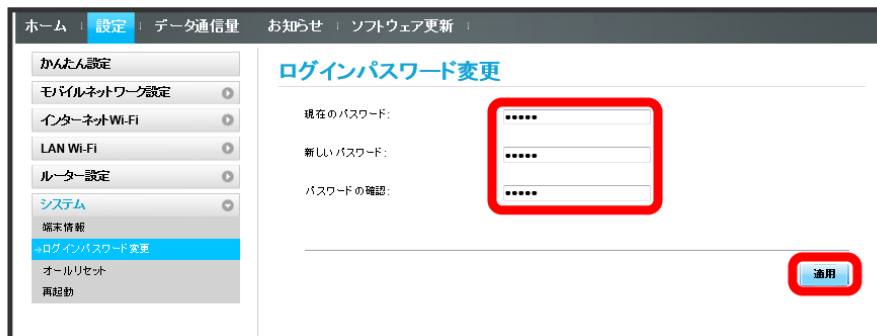 ホーム 設定 データ通信量 お知らせ ソフトウェア更新
かんたん設定
モバイルネットワーク設定
インターネットWi-Fi
LAN Wi-Fi
ルーター設定
システム
端末情報
→ログインパスワード変更
オールリセット
再起動
ログインパスワード変更
現在のパスワード: •••••
新しいパスワード: •••••
パスワードの確認: •••••
適用